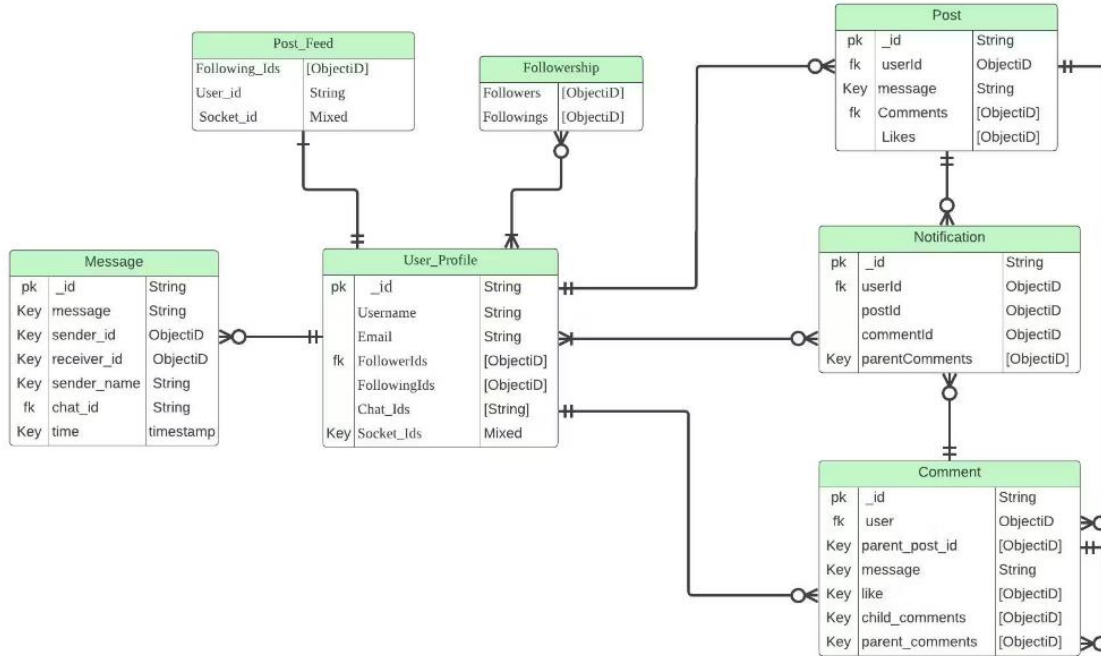 Post_Feed
Following_Ids [ObjectiD]
User_id String
Socket_id Mixed
Followership
Followers [ObjectiD]
Followings [ObjectiD]
Post
pk _id String
fk userId ObjectiD
Key message String
fk Comments [ObjectiD]
Likes [ObjectiD]
Message
pk _id String
Key message String
Key sender_id ObjectiD
Key receiver_id ObjectiD
Key sender_name String
fk chat_id String
Key time timestamp
User_Profile
pk _id String
Username String
Email String
fk FollowerIds [ObjectiD]
FollowingIds [ObjectiD]
Chat_Ids [String]
Key Socket_Ids Mixed
Notification
pk _id String
fk userId ObjectiD
postId ObjectiD
commentId ObjectiD
Key parentComments [ObjectiD]
Comment
pk _id String
fk user ObjectiD
Key parent_post_id [ObjectiD]
Key message String
Key like [ObjectiD]
Key child_comments [ObjectiD]
Key parent_comments [ObjectiD]